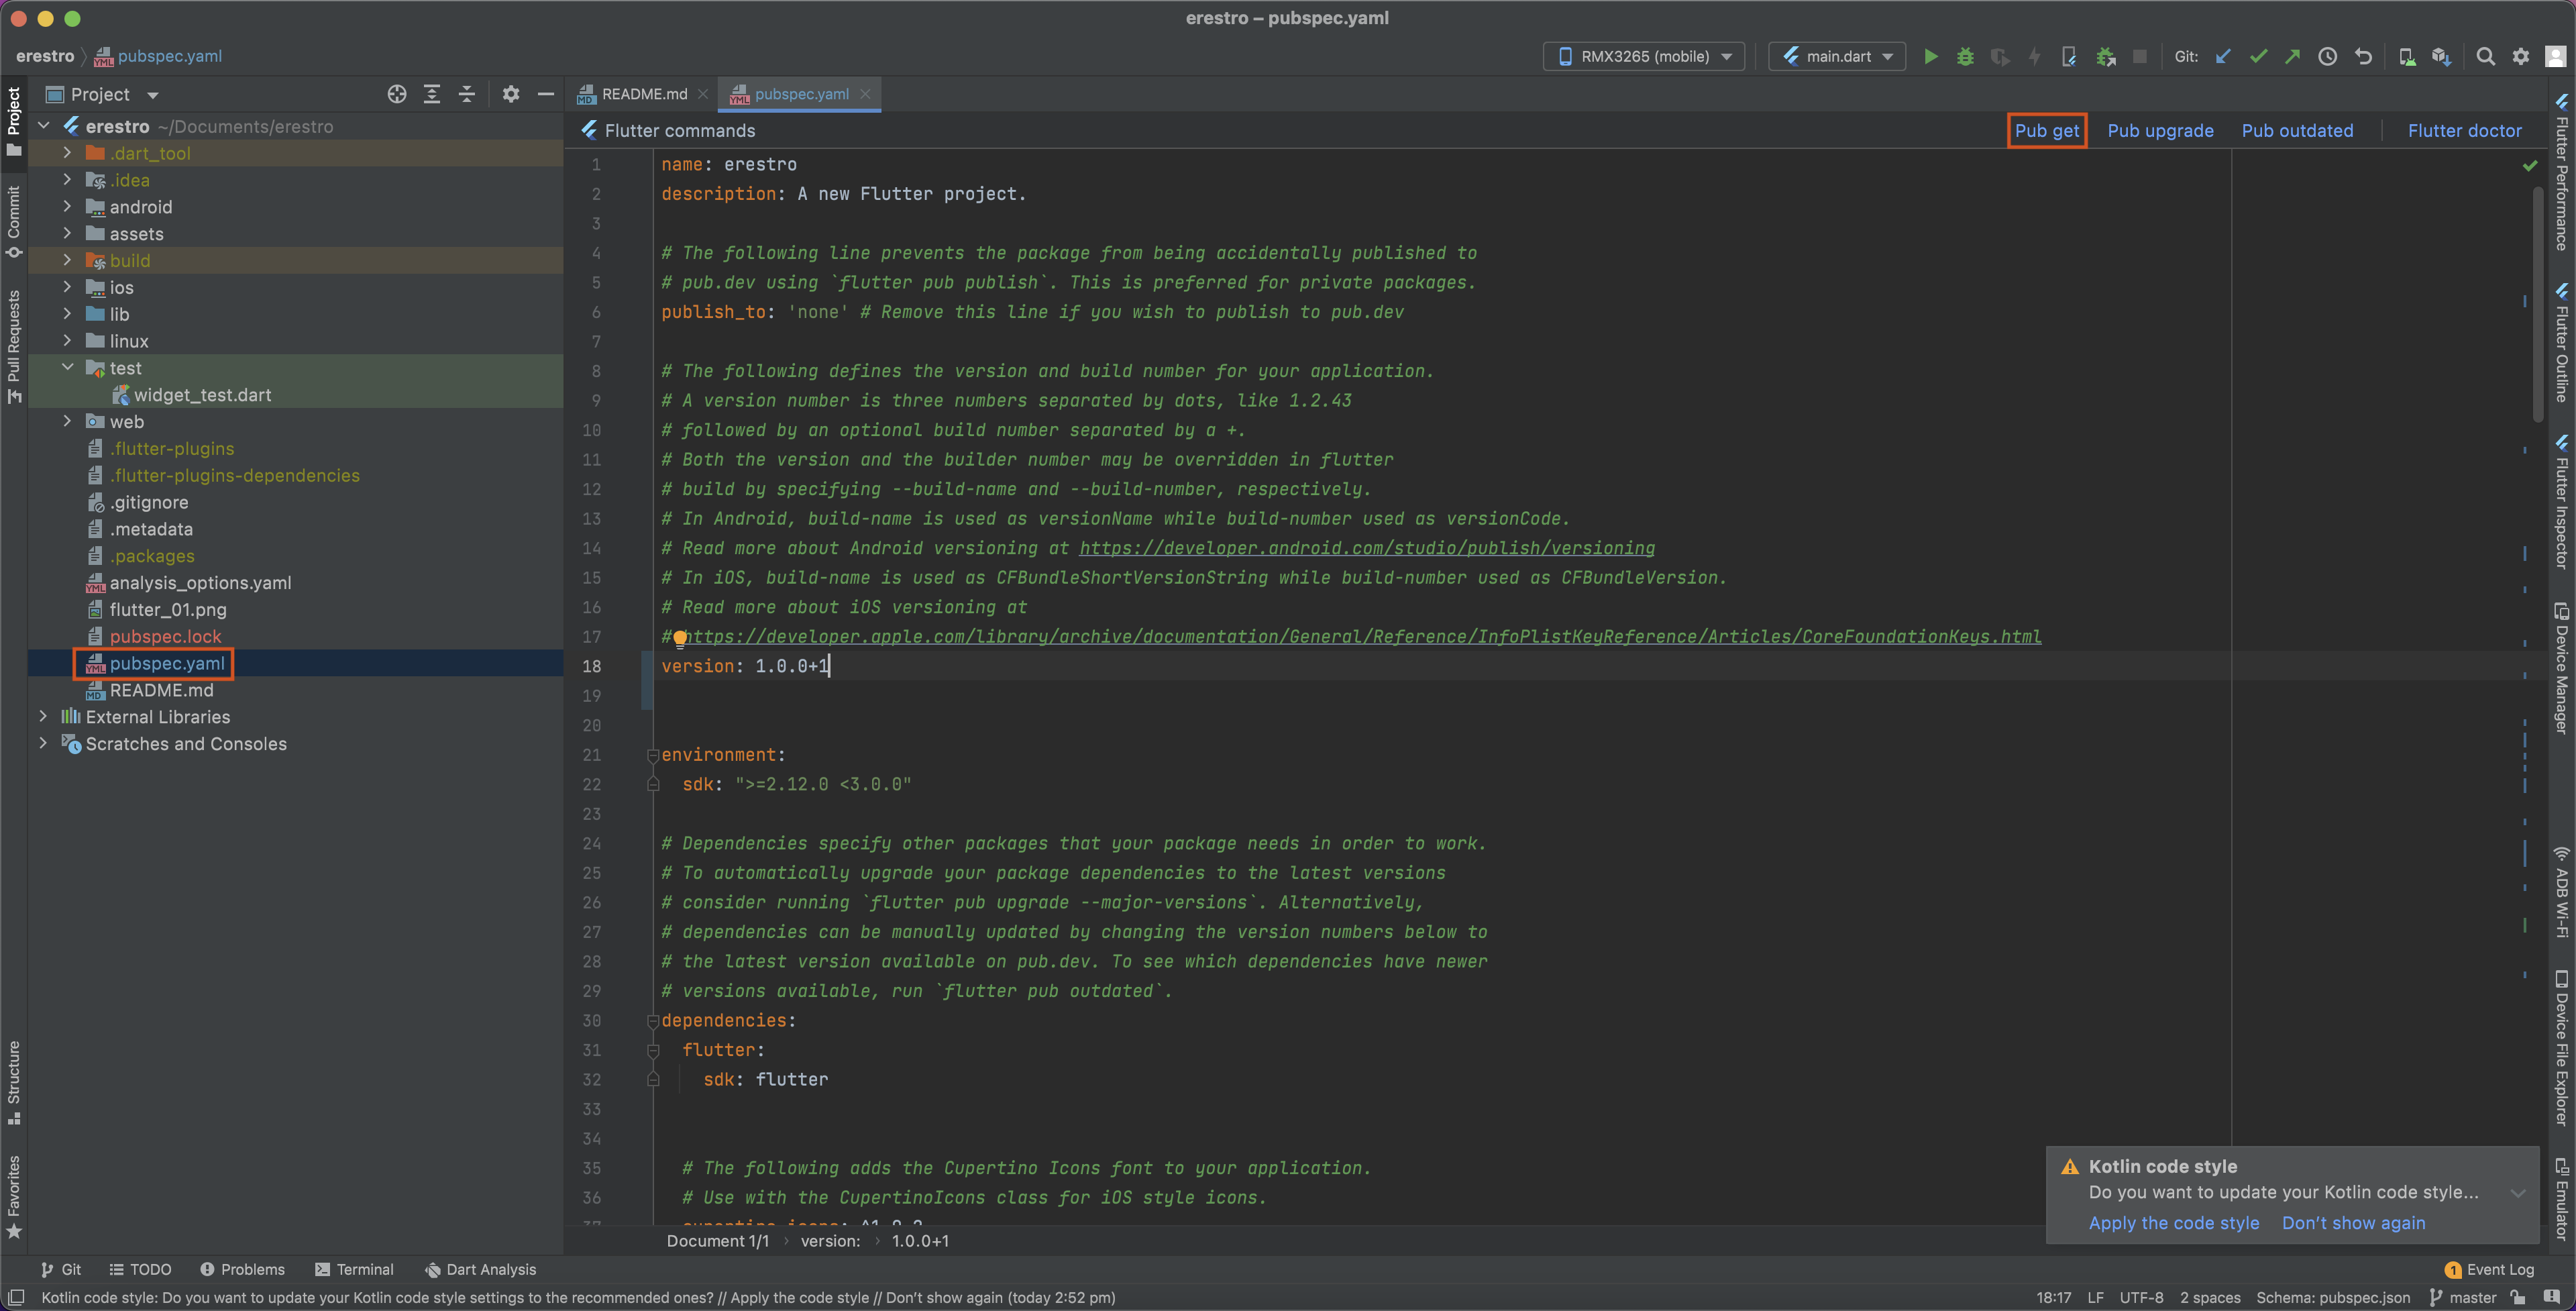 erestro – pubspec.yaml
erestro
pubspec.yaml
RMX3265 (mobile)
main.dart
Git:
Project
README.md
pubspec.yaml
Flutter commands
Pub get
Pub upgrade
Pub outdated
Flutter doctor
Project
Commit
Pull Requests
Structure
Favorites
erestro ~/Documents/erestro
.dart_tool
.idea
android
assets
build
ios
lib
linux
test
widget_test.dart
web
.flutter-plugins
.flutter-plugins-dependencies
.gitignore
.metadata
.packages
analysis_options.yaml
flutter_01.png
pubspec.lock
pubspec.yaml
README.md
External Libraries
Scratches and Consoles
1 name: erestro
2 description: A new Flutter project.
3
4 # The following line prevents the package from being accidentally published to
5 # pub.dev using `flutter pub publish`. This is preferred for private packages.
6 publish_to: 'none' # Remove this line if you wish to publish to pub.dev
7
8 # The following defines the version and build number for your application.
9 # A version number is three numbers separated by dots, like 1.2.43
10 # followed by an optional build number separated by a +.
11 # Both the version and the builder number may be overridden in flutter
12 # build by specifying --build-name and --build-number, respectively.
13 # In Android, build-name is used as versionName while build-number used as versionCode.
14 # Read more about Android versioning at https://developer.android.com/studio/publish/versioning
15 # In iOS, build-name is used as CFBundleShortVersionString while build-number used as CFBundleVersion.
16 # Read more about iOS versioning at
17 # https://developer.apple.com/library/archive/documentation/General/Reference/InfoPlistKeyReference/Articles/CoreFoundationKeys.html
18 version: 1.0.0+1
19
20
21 environment:
22 sdk: ">=2.12.0 <3.0.0"
23
24 # Dependencies specify other packages that your package needs in order to work.
25 # To automatically upgrade your package dependencies to the latest versions
26 # consider running `flutter pub upgrade --major-versions`. Alternatively,
27 # dependencies can be manually updated by changing the version numbers below to
28 # the latest version available on pub.dev. To see which dependencies have newer
29 # versions available, run `flutter pub outdated`.
30 dependencies:
31 flutter:
32 sdk: flutter
33
34
35 # The following adds the Cupertino Icons font to your application.
36 # Use with the CupertinoIcons class for iOS style icons.
37 cupertino_icons: ^1.0.2
Document 1/1
version:
1.0.0+1
Flutter Performance
Flutter Outline
Flutter Inspector
Device Manager
ADB Wi-Fi
Device File Explorer
Emulator
Kotlin code style
Do you want to update your Kotlin code style...
Apply the code style
Don't show again
Git
TODO
Problems
Terminal
Dart Analysis
1 Event Log
Kotlin code style: Do you want to update your Kotlin code style settings to the recommended ones? // Apply the code style // Don't show again (today 2:52 pm)
18:17
LF
UTF-8
2 spaces
Schema: pubspec.json
master